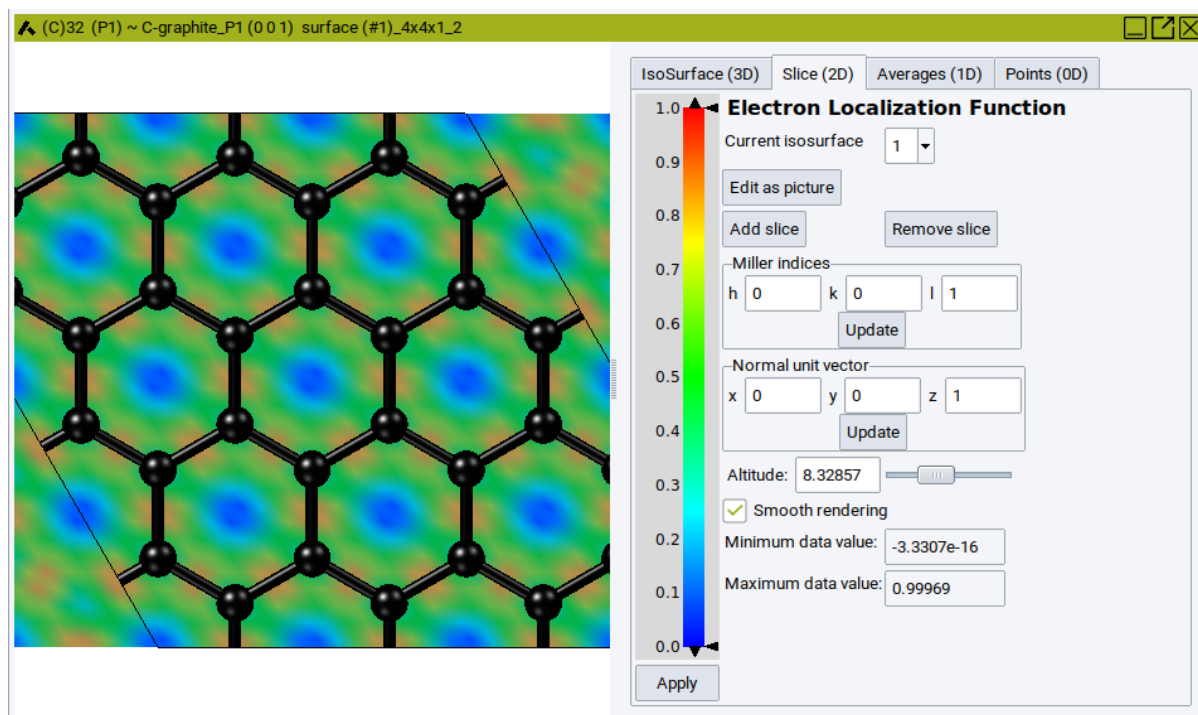 (C)32 (P1) ~ C-graphite_P1 (0 0 1) surface (#1)_4x4x1_2
IsoSurface (3D) Slice (2D) Averages (1D) Points (0D)
1.0
0.9
0.8
0.7
0.6
0.5
0.4
0.3
0.2
0.1
0.0
Apply
Electron Localization Function
Current isosurface 1
Edit as picture
Add slice Remove slice
Miller indices
h 0 k 0 l 1
Update
Normal unit vector
x 0 y 0 z 1
Update
Altitude: 8.32857
Smooth rendering
Minimum data value: -3.3307e-16
Maximum data value: 0.99969